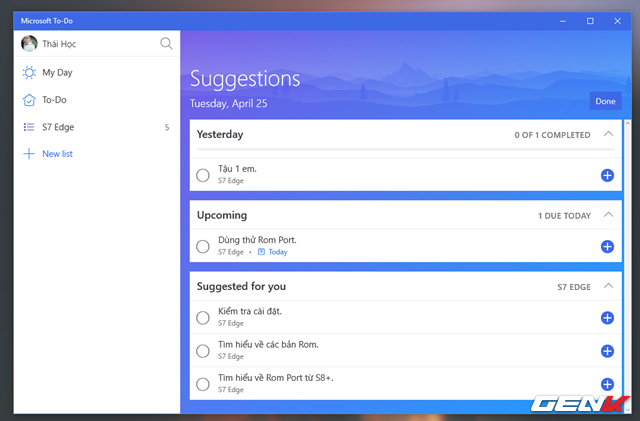 Microsoft To-Do
Thái Học
My Day
To-Do
S7 Edge 5
New list
Suggestions
Tuesday, April 25
Done
Yesterday 0 OF 1 COMPLETED
Tậu 1 em.
S7 Edge
Upcoming 1 DUE TODAY
Dùng thử Rom Port.
S7 Edge • Today
Suggested for you S7 EDGE
Kiểm tra cài đặt.
S7 Edge
Tìm hiểu về các bản Rom.
S7 Edge
Tìm hiểu về Rom Port từ S8+.
S7 Edge
GENK